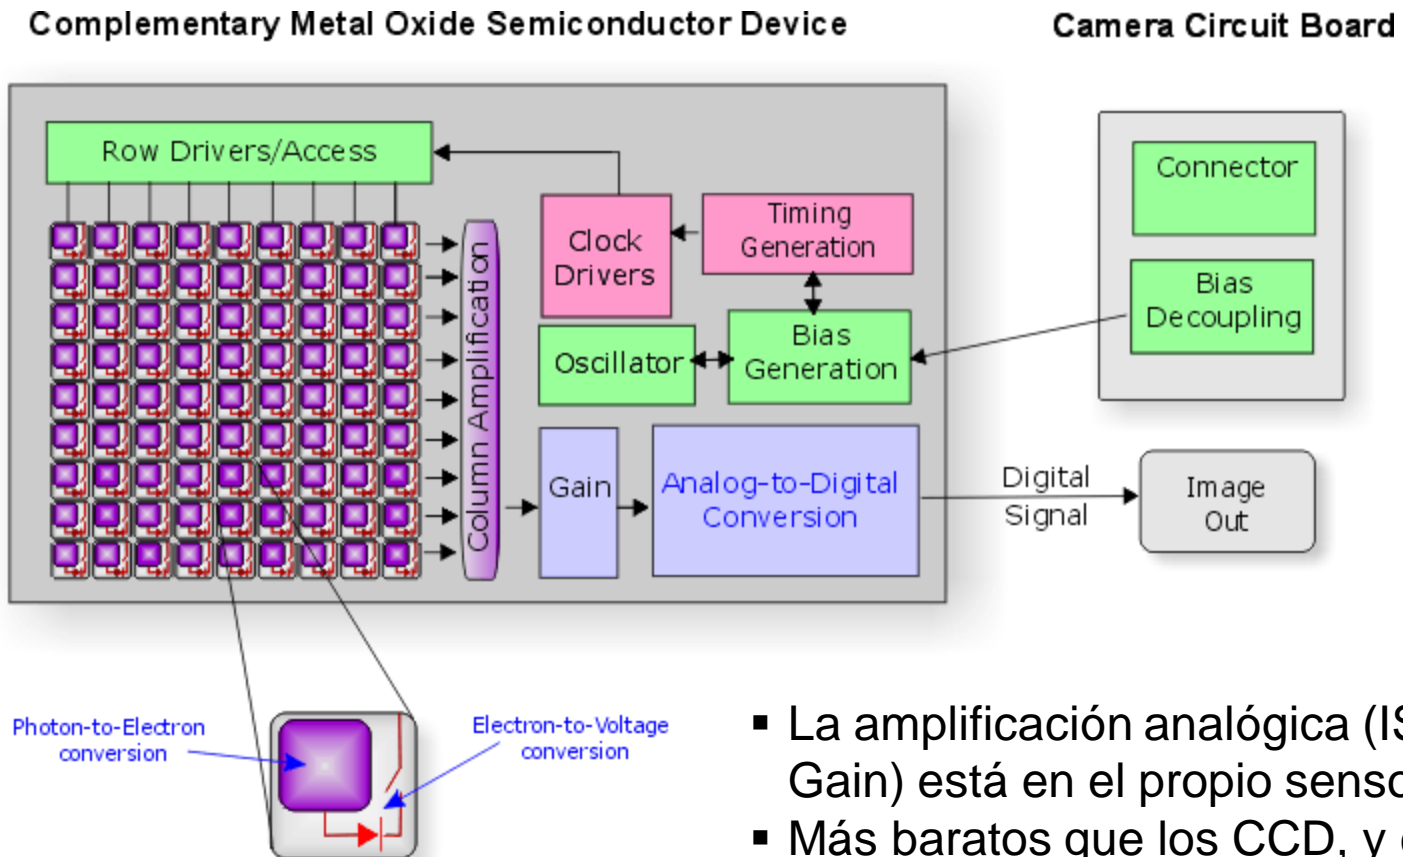 Complementary Metal Oxide Semiconductor Device
Camera Circuit Board
Row Drivers/Access
Clock
Drivers
Timing
Generation
Oscillator
Bias
Generation
Column Amplification
Gain
Analog-to-Digital
Conversion
Connector
Bias
Decoupling
Digital
Signal
Image
Out
Photon-to-Electron
conversion
Electron-to-Voltage
conversion
▪ La amplificación analógica
Gain) está en el propio
▪ Más baratos que los CCD, y